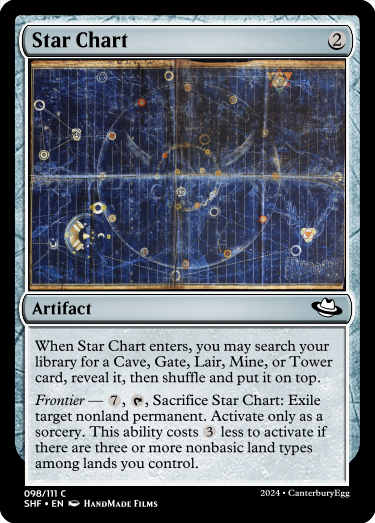 Star Chart 2
Artifact
When Star Chart enters, you may search your
library for a Cave, Gate, Lair, Mine, or Tower
card, reveal it, then shuffle and put it on top.
Frontier — 7, , Sacrifice Star Chart: Exile
target nonland permanent. Activate only as a
sorcery. This ability costs 3 less to activate if
there are three or more nonbasic land types
among lands you control.
098/111 C
SHF • EN HandMade Films
2024 • CanterburyEgg